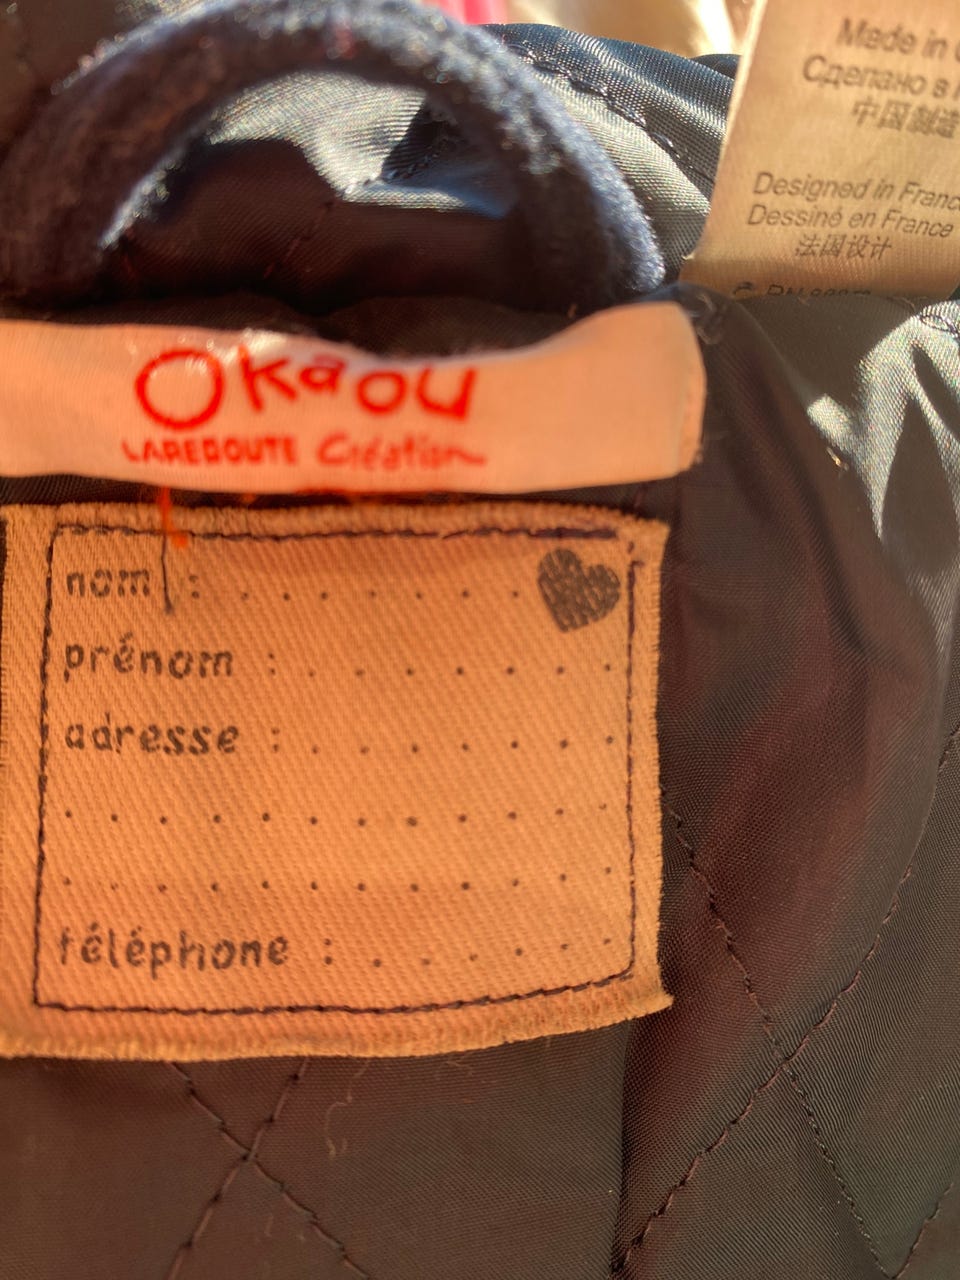 Made in
Сделано в
中国制造
Designed in Franc
Dessiné en France
法国设计
Okaou
LAREDOUTE Création
nom :
prénom :
adresse :
téléphone :